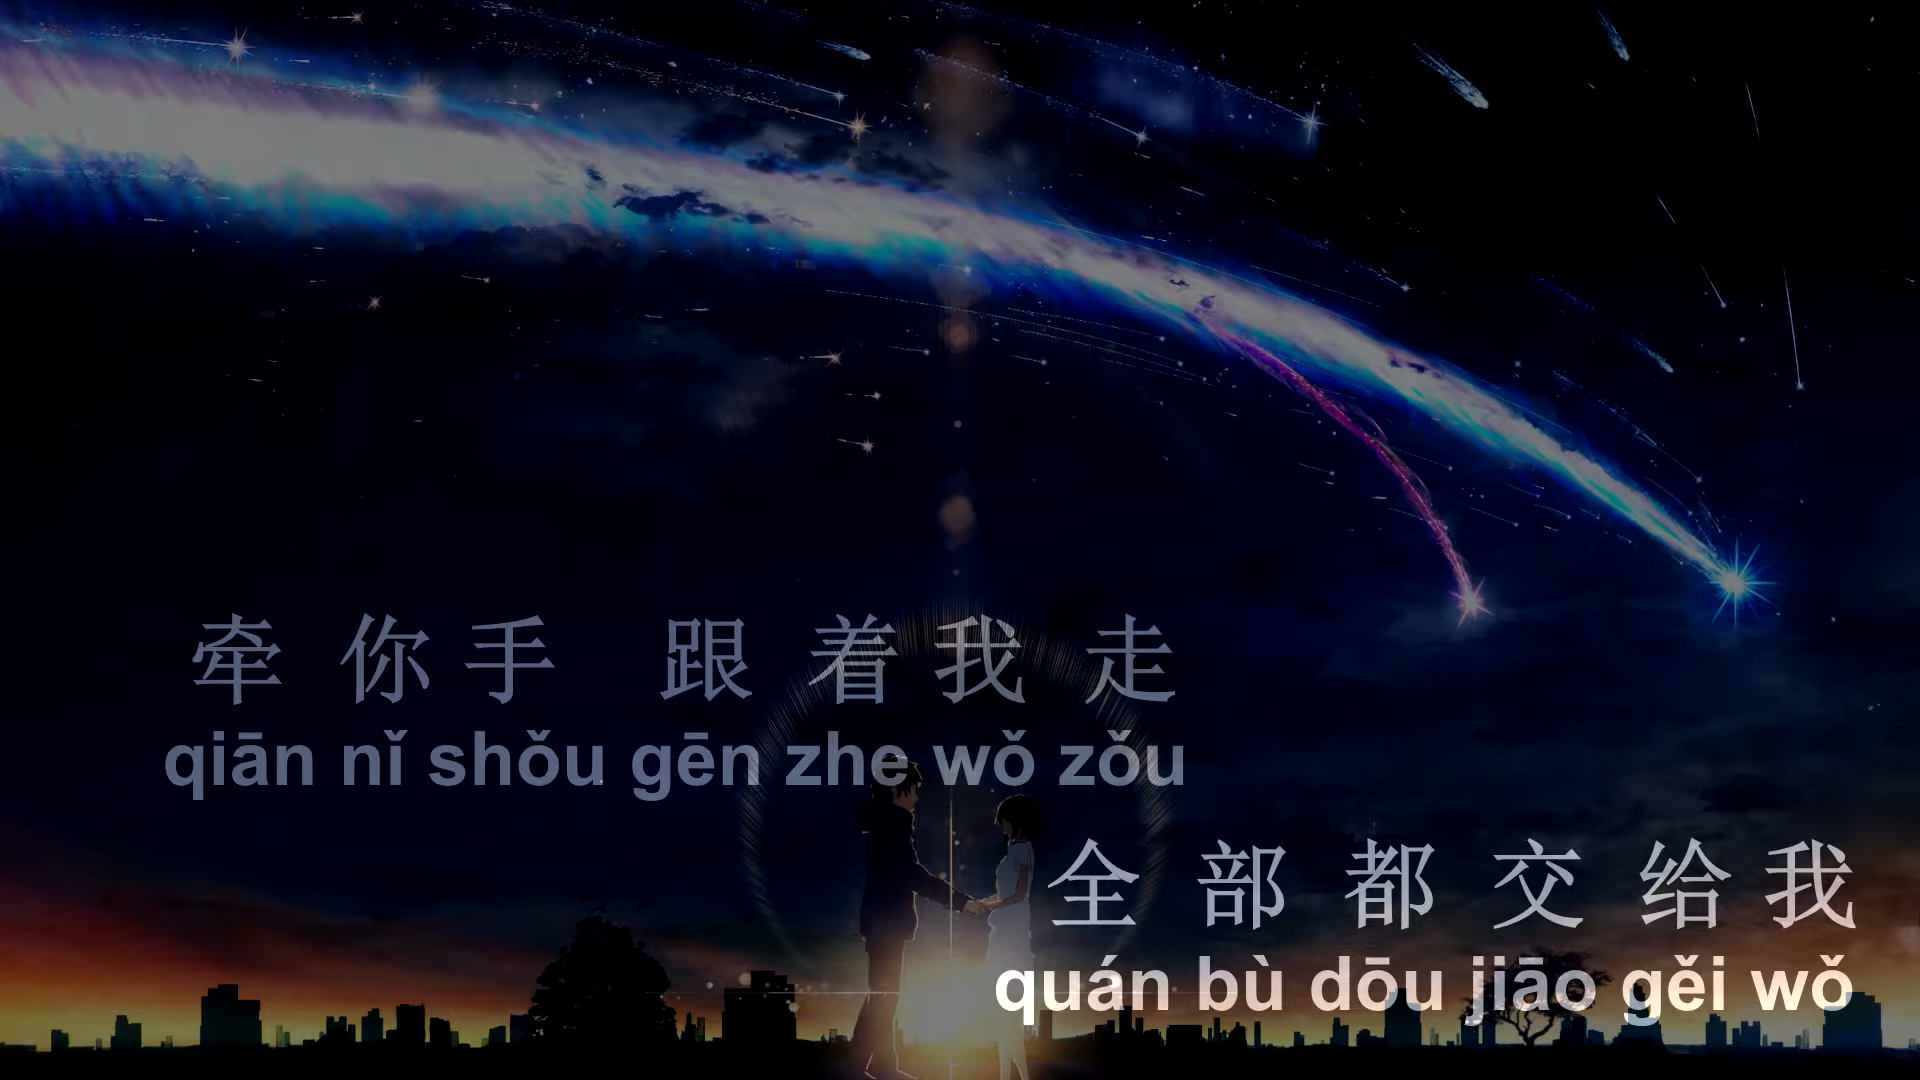 牵 你 手 跟 着 我 走
qiān nǐ shǒu gēn zhe wǒ zǒu
全 部 都 交 给 我
quán bù dōu jiāo gěi wǒ